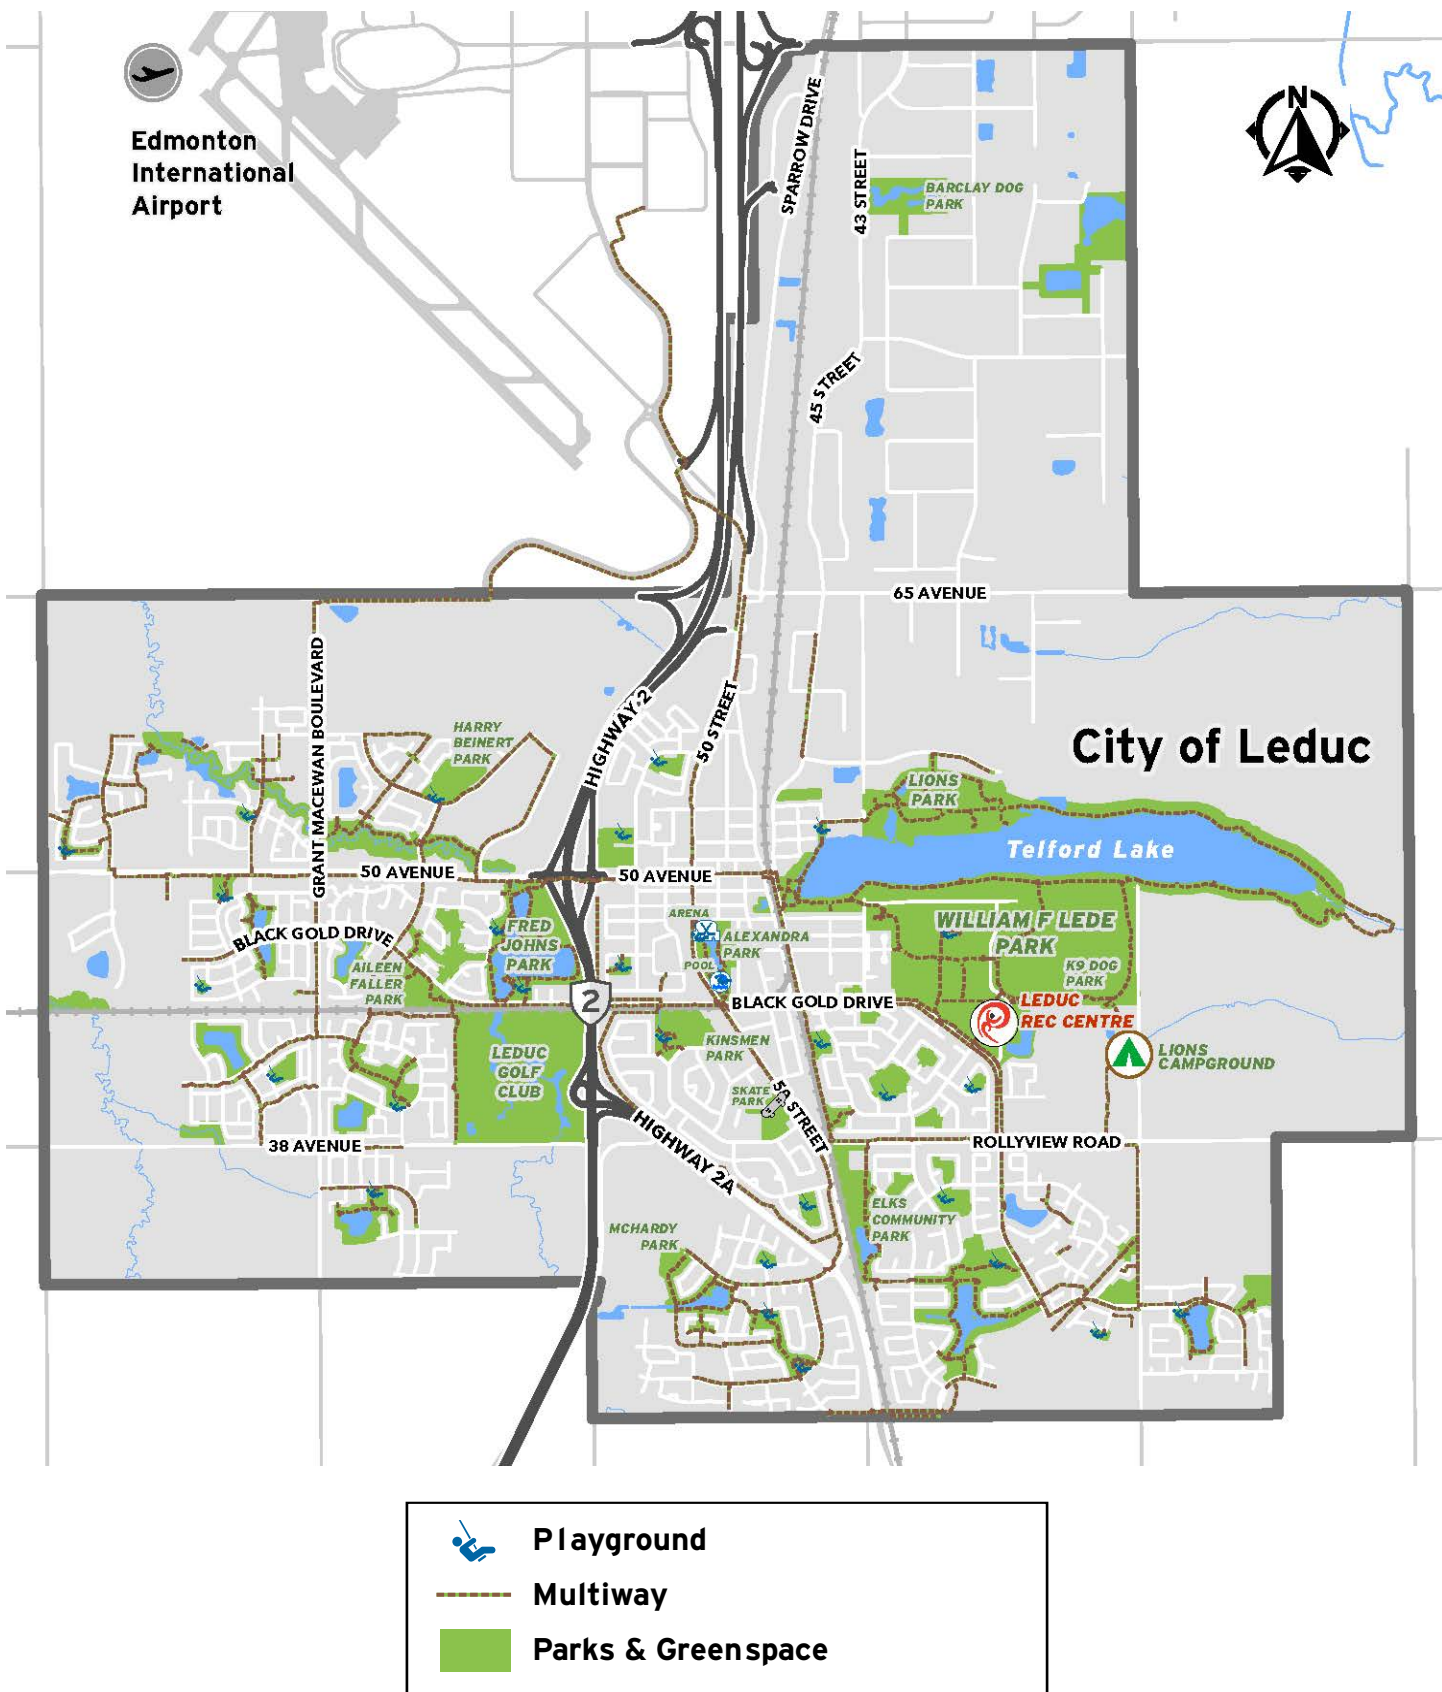 N
Edmonton
International
Airport
SPARROW DRIVE
43 STREET
BARCLAY DOG
PARK
45 STREET
65 AVENUE
GRANT MACEWAN BOULEVARD
HIGHWAY 2
50 STREET
HARRY
BEINERT
PARK
City of Leduc
LIONS
PARK
Telford Lake
50 AVENUE
50 AVENUE
ARENA
ALEXANDRA
PARK
POOL
WILLIAM F LEDE
PARK
K9 DOG
PARK
BLACK GOLD DRIVE
FRED
JOHNS
PARK
AILEEN
FALLER
PARK
2
BLACK GOLD DRIVE
LEDUC
REC CENTRE
LEDUC
GOLF
CLUB
KINSMEN
PARK
LIONS
CAMPGROUND
SKATE
PARK
50 STREET
HIGHWAY 2A
38 AVENUE
ROLLYVIEW ROAD
ELKS
COMMUNITY
PARK
MCHARDY
PARK
Playground
Multiway
Parks & Greenspace